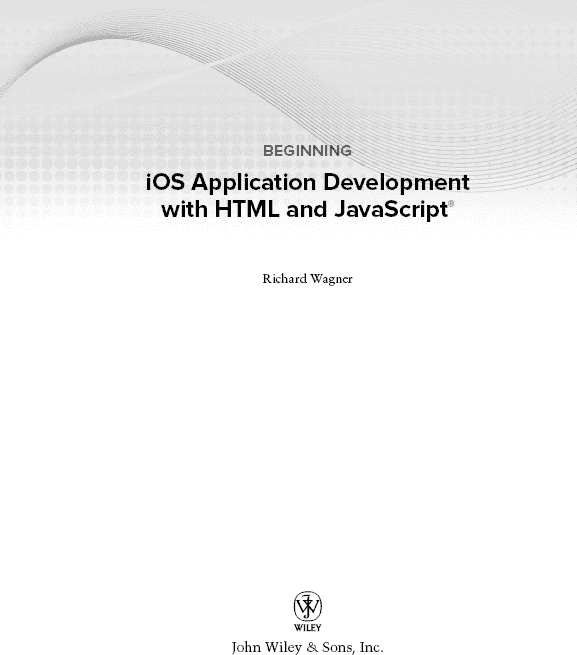 BEGINNING
iOS Application Development
with HTML and JavaScript®
Richard Wagner
WILEY
John Wiley & Sons, Inc.